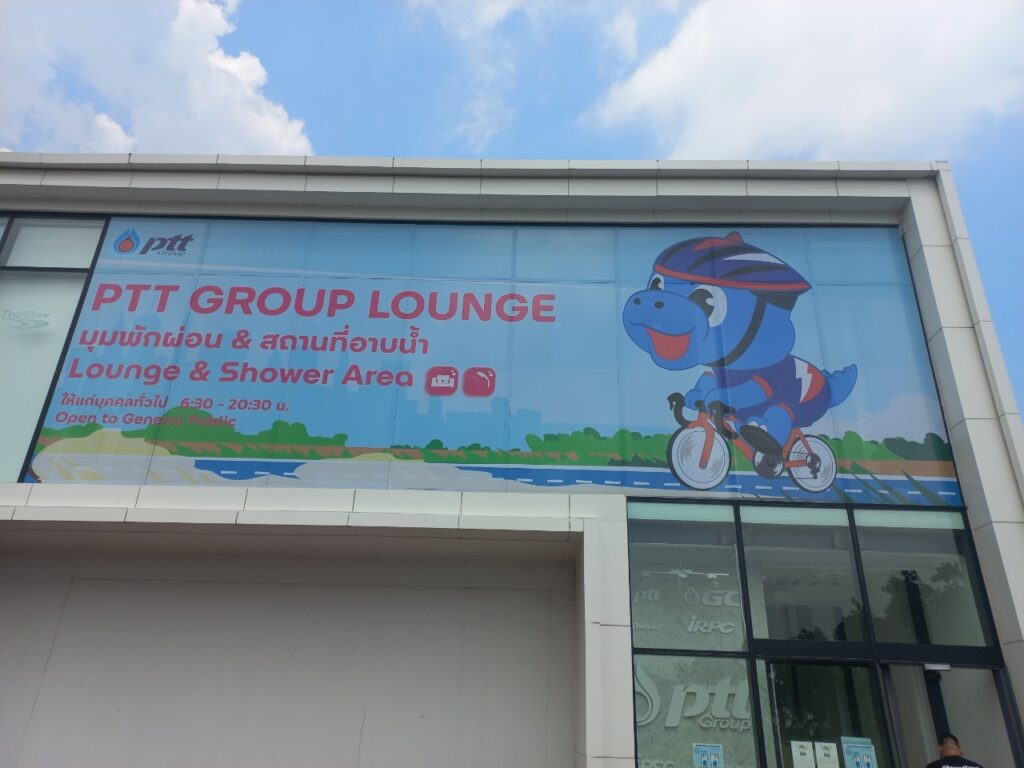 ptt
Group
PTT GROUP LOUNGE
มุมพักผ่อน & สถานที่อาบน้ำ
Lounge & Shower Area
ให้แก่บุคคลทั่วไป 6:30 - 20:30 น.
Open to General Public
ThaiBev
ptt
GC
iRPC
ptt
Group